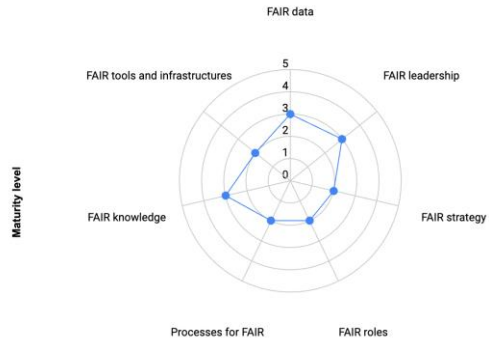 FAIR data
5
FAIR tools and infrastructures
FAIR leadership
4
3
2
1
0
Maturity level
FAIR knowledge
FAIR strategy
Processes for FAIR
FAIR roles